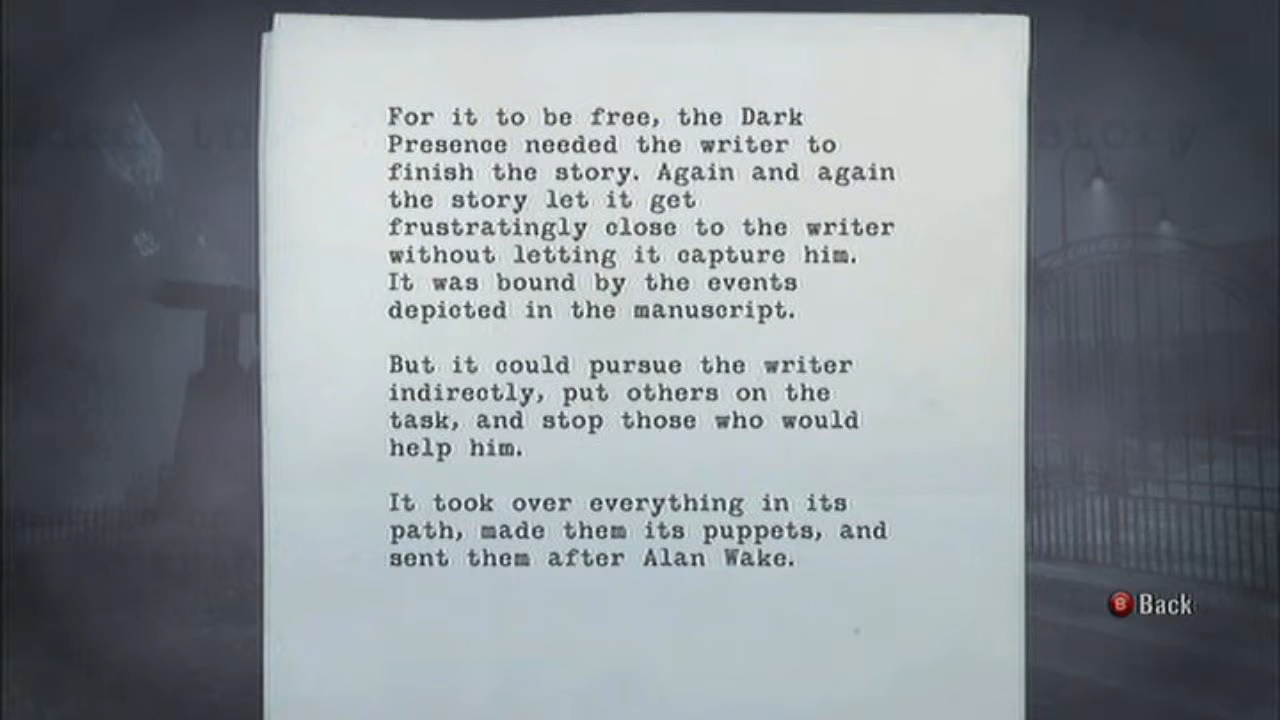 For it to be free, the Dark
Presence needed the writer to
finish the story. Again and again
the story let it get
frustratingly close to the writer
without letting it capture him.
It was bound by the events
depicted in the manuscript.
But it could pursue the writer
indirectly, put others on the
task, and stop those who would
help him.
It took over everything in its
path, made them its puppets, and
sent them after Alan Wake.
B Back
story